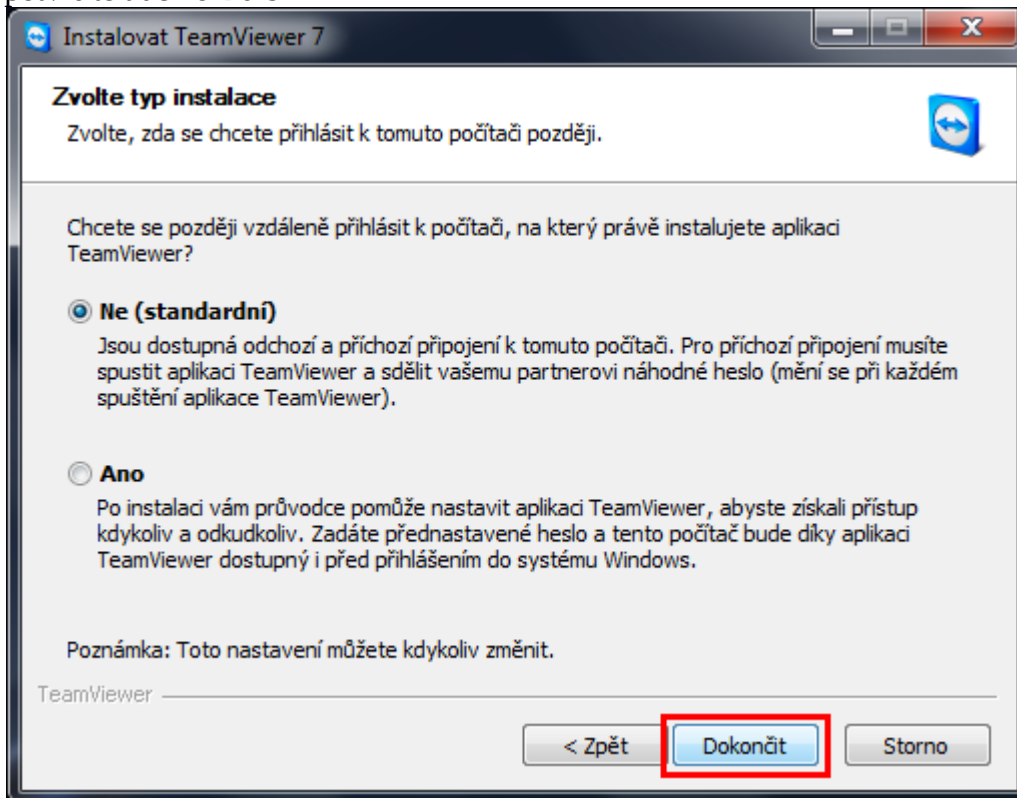 Instalovat TeamViewer 7
Zvolte typ instalace
Zvolte, zda se chcete přihlásit k tomuto počítači později.
Chcete se později vzdáleně přihlásit k počítači, na který právě instalujete aplikaci
TeamViewer?
Ne (standardní)
Jsou dostupná odchozí a příchozí připojení k tomuto počítači. Pro příchozí připojení musíte
spustit aplikaci TeamViewer a sdělit vašemu partnerovi náhodné heslo (mění se při každém
spuštění aplikace TeamViewer).
Ano
Po instalaci vám průvodce pomůže nastavit aplikaci TeamViewer, abyste získali přístup
kdykoliv a odkudkoliv. Zadáte přednastavené heslo a tento počítač bude díky aplikaci
TeamViewer dostupný i před přihlášením do systému Windows.
Poznámka: Toto nastavení můžete kdykoliv změnit.
TeamViewer
< Zpět Dokončit Storno